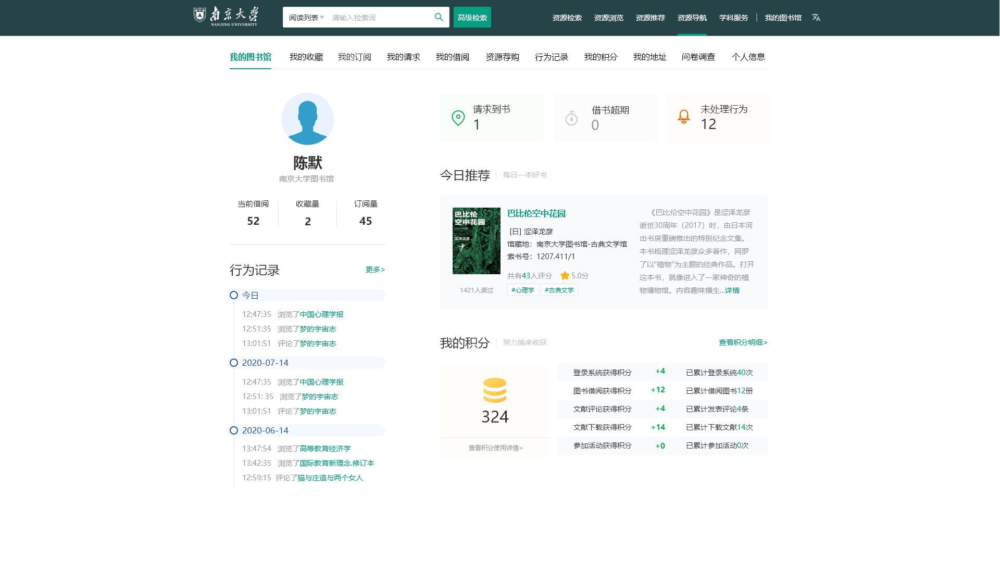 南京大学
NANJING UNIVERSITY
阅读列表 请输入检索词 高级检索 资源检索 资源浏览 资源推荐 资源导航 学科服务 | 我的图书馆
我的图书馆 我的收藏 我的订阅 我的请求 我的借阅 资源荐购 行为记录 我的积分 我的地址 问卷调查 个人信息
陈默
南京大学图书馆
当前借阅 收藏量 订阅量
52 2 45
行为记录 更多>
今日
12:47:35 浏览了中国心理学报
12:51:35 浏览了梦的宇宙志
13:01:51 评论了梦的宇宙志
2020-07-14
12:47:35 浏览了中国心理学报
12:51: 35 浏览了梦的宇宙志
13:01:51 评论了梦的宇宙志
2020-06-14
13:47:54 浏览了高等教育经济学
13:42:35 浏览了国际教育新理念.修订本
12:59:15 评论了猫与庄造与两个女人
请求到书
1
借书超期
0
未处理行为
12
今日推荐 每日一本好书
巴比伦
空中花园
涩泽龙彦
1421人读过
巴比伦空中花园
[日] 涩泽龙彦
馆藏地：南京大学图书馆-古典文学馆
索书号：1207.411/1
共有43人评分 5.0分
#心理学 #古典文学
《巴比伦空中花园》是涩泽龙彦
逝世30周年（2017）时，由日本河
出书房重磅推出的特别纪念文集。
本书梳理涩泽龙彦众多著作，网罗
了以“植物”为主题的经典作品。打开
这本书，就像进入了一家神奇的植
物博物馆。内容趣味横生...详情
我的积分 努力换来收获 查看积分明细>
324
查看积分使用详情>
登录系统获得积分 +4 已累计登录系统40次
图书借阅获得积分 +12 已累计借阅图书12册
文献评论获得积分 +4 已累计发表评论4条
文献下载获得积分 +14 已累计下载文献14次
参加活动获得积分 +0 已累计参加活动0次